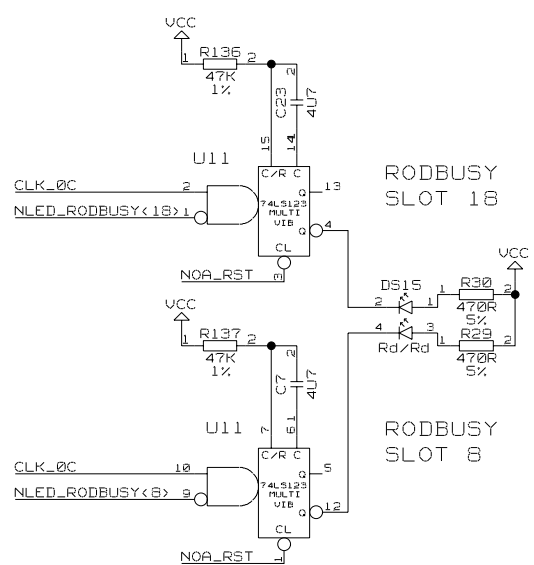 VCC
1 R136 2
47K
1%
C23 2
4U7
15 14
U11
C/R C
CLK_0C 2
Q 13
NLED_RODBUSY<18> 1
74LS123
MULTI
VIB
Q 4
CL
NOA_RST 3
RODBUSY
SLOT 18
VCC
DS15
2 1
1 R30 2
470R
5%
4 3
Rd/Rd
1 R29 2
470R
5%
VCC
1 R137 2
47K
1%
C7 2
4U7
1
7 6
U11
C/R C
CLK_0C 10
Q 5
NLED_RODBUSY<8> 9
74LS123
MULTI
VIB
Q 12
CL
NOA_RST 1
RODBUSY
SLOT 8